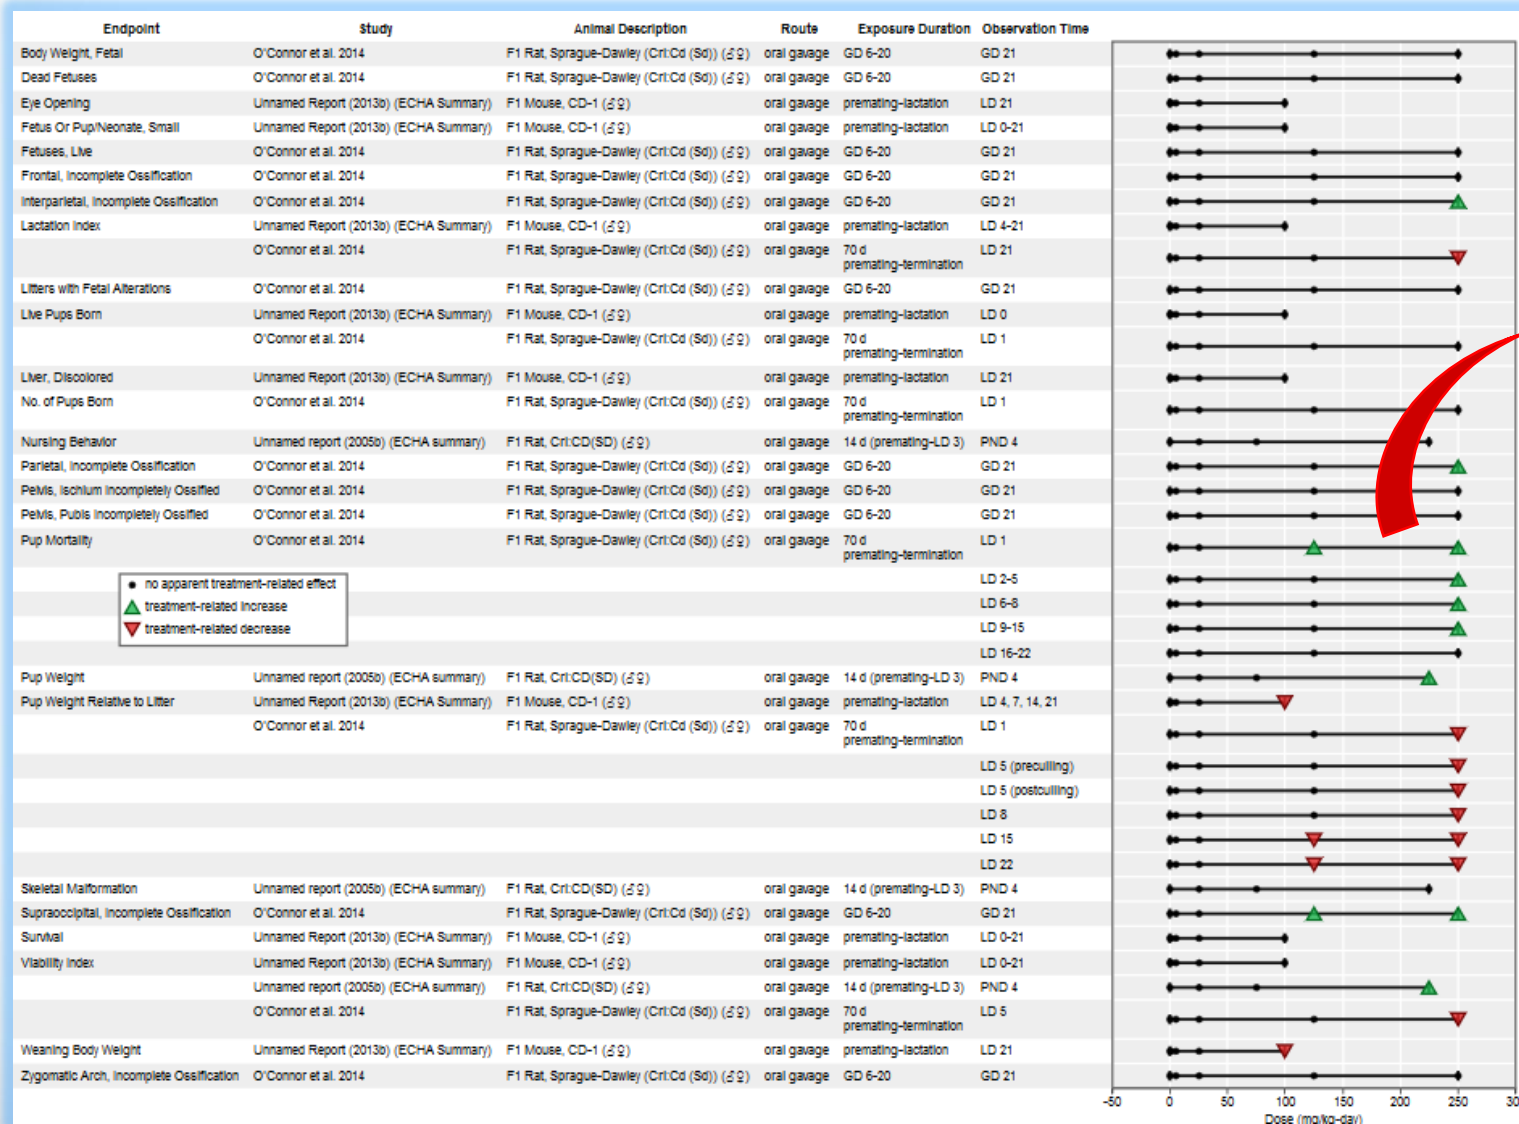 Endpoint Study Animal Description Route Exposure Duration Observation Time
Body Weight, Fetal O'Connor et al. 2014 F1 Rat, Sprague-Dawley (Crl:Cd (Sd)) (♂♀) oral gavage GD 6-20 GD 21
Dead Fetuses O'Connor et al. 2014 F1 Rat, Sprague-Dawley (Crl:Cd (Sd)) (♂♀) oral gavage GD 6-20 GD 21
Eye Opening Unnamed Report (2013b) (ECHA Summary) F1 Mouse, CD-1 (♂♀) oral gavage premating-lactation LD 21
Fetus Or Pup/Neonate, Small Unnamed Report (2013b) (ECHA Summary) F1 Mouse, CD-1 (♂♀) oral gavage premating-lactation LD 0-21
Fetuses, Live O'Connor et al. 2014 F1 Rat, Sprague-Dawley (Crl:Cd (Sd)) (♂♀) oral gavage GD 6-20 GD 21
Frontal, Incomplete Ossification O'Connor et al. 2014 F1 Rat, Sprague-Dawley (Crl:Cd (Sd)) (♂♀) oral gavage GD 6-20 GD 21
Interparietal, Incomplete Ossification O'Connor et al. 2014 F1 Rat, Sprague-Dawley (Crl:Cd (Sd)) (♂♀) oral gavage GD 6-20 GD 21
Lactation Index Unnamed Report (2013b) (ECHA Summary) F1 Mouse, CD-1 (♂♀) oral gavage premating-lactation LD 4-21
O'Connor et al. 2014 F1 Rat, Sprague-Dawley (Crl:Cd (Sd)) (♂♀) oral gavage 70 d LD 21
premating-termination
Litters with Fetal Alterations O'Connor et al. 2014 F1 Rat, Sprague-Dawley (Crl:Cd (Sd)) (♂♀) oral gavage GD 6-20 GD 21
Live Pups Born Unnamed Report (2013b) (ECHA Summary) F1 Mouse, CD-1 (♂♀) oral gavage premating-lactation LD 0
O'Connor et al. 2014 F1 Rat, Sprague-Dawley (Crl:Cd (Sd)) (♂♀) oral gavage 70 d LD 1
premating-termination
Liver, Discolored Unnamed Report (2013b) (ECHA Summary) F1 Mouse, CD-1 (♂♀) oral gavage premating-lactation LD 21
No. of Pups Born O'Connor et al. 2014 F1 Rat, Sprague-Dawley (Crl:Cd (Sd)) (♂♀) oral gavage 70 d LD 1
premating-termination
Nursing Behavior Unnamed report (2005b) (ECHA summary) F1 Rat, Crl:CD(SD) (♂♀) oral gavage 14 d (premating-LD 3) PND 4
Parietal, Incomplete Ossification O'Connor et al. 2014 F1 Rat, Sprague-Dawley (Crl:Cd (Sd)) (♂♀) oral gavage GD 6-20 GD 21
Pelvis, Ischium Incompletely Ossified O'Connor et al. 2014 F1 Rat, Sprague-Dawley (Crl:Cd (Sd)) (♂♀) oral gavage GD 6-20 GD 21
Pelvis, Pubis Incompletely Ossified O'Connor et al. 2014 F1 Rat, Sprague-Dawley (Crl:Cd (Sd)) (♂♀) oral gavage GD 6-20 GD 21
Pup Mortality O'Connor et al. 2014 F1 Rat, Sprague-Dawley (Crl:Cd (Sd)) (♂♀) oral gavage 70 d LD 1
premating-termination
no apparent treatment-related effect LD 2-5
treatment-related increase LD 6-8
treatment-related decrease LD 9-15
LD 16-22
Pup Weight Unnamed report (2005b) (ECHA summary) F1 Rat, Crl:CD(SD) (♂♀) oral gavage 14 d (premating-LD 3) PND 4
Pup Weight Relative to Litter Unnamed Report (2013b) (ECHA Summary) F1 Mouse, CD-1 (♂♀) oral gavage premating-lactation LD 4, 7, 14, 21
O'Connor et al. 2014 F1 Rat, Sprague-Dawley (Crl:Cd (Sd)) (♂♀) oral gavage 70 d LD 1
premating-termination
LD 5 (preculling)
LD 5 (postculling)
LD 8
LD 15
LD 22
Skeletal Malformation Unnamed report (2005b) (ECHA summary) F1 Rat, Crl:CD(SD) (♂♀) oral gavage 14 d (premating-LD 3) PND 4
Supraoccipital, Incomplete Ossification O'Connor et al. 2014 F1 Rat, Sprague-Dawley (Crl:Cd (Sd)) (♂♀) oral gavage GD 6-20 GD 21
Survival Unnamed Report (2013b) (ECHA Summary) F1 Mouse, CD-1 (♂♀) oral gavage premating-lactation LD 0-21
Viability Index Unnamed Report (2013b) (ECHA Summary) F1 Mouse, CD-1 (♂♀) oral gavage premating-lactation LD 0-21
Unnamed report (2005b) (ECHA summary) F1 Rat, Crl:CD(SD) (♂♀) oral gavage 14 d (premating-LD 3) PND 4
O'Connor et al. 2014 F1 Rat, Sprague-Dawley (Crl:Cd (Sd)) (♂♀) oral gavage 70 d LD 5
premating-termination
Weaning Body Weight Unnamed Report (2013b) (ECHA Summary) F1 Mouse, CD-1 (♂♀) oral gavage premating-lactation LD 21
Zygomatic Arch, Incomplete Ossification O'Connor et al. 2014 F1 Rat, Sprague-Dawley (Crl:Cd (Sd)) (♂♀) oral gavage GD 6-20 GD 21
-50 0 50 100 150 200 250 30
Dose (mg/kg-day)